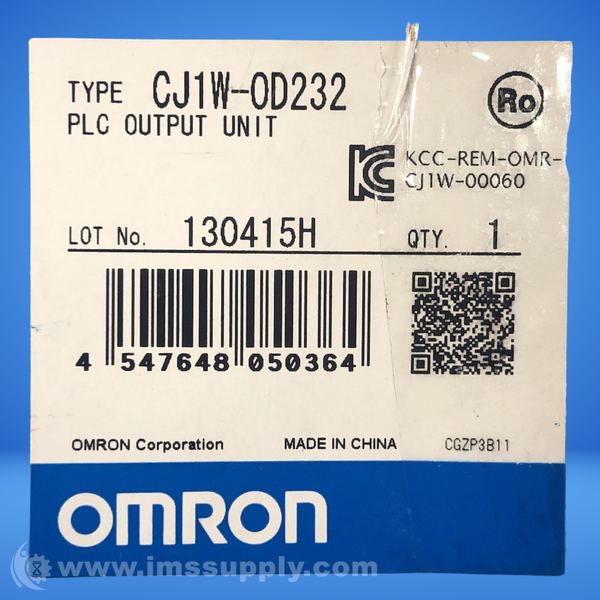 TYPE CJ1W-OD232
PLC OUTPUT UNIT
Ro
KCC-REM-OMR-
CJ1W-00060
LOT No. 130415H QTY. 1
4 547648 050364
OMRON Corporation MADE IN CHINA CGZP3B11
OMRON
www.imssupply.com